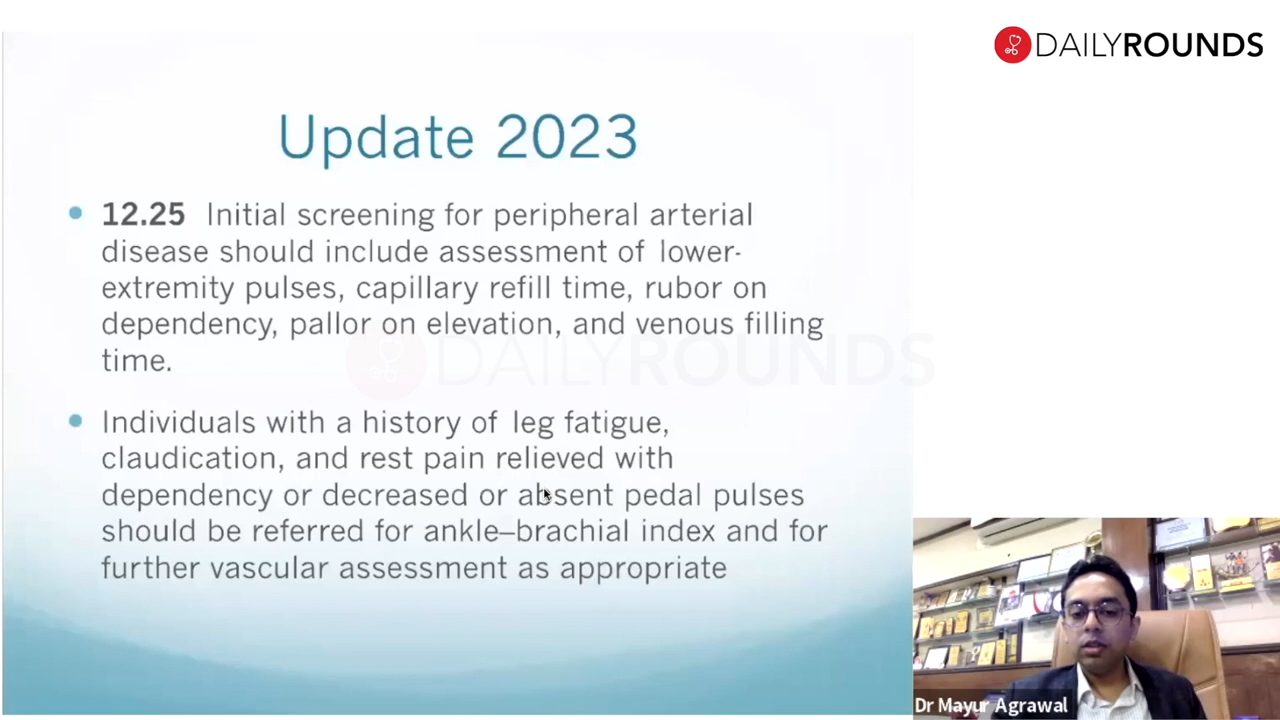 DAILYROUNDS
Update 2023
12.25 Initial screening for peripheral arterial
disease should include assessment of lower-
extremity pulses, capillary refill time, rubor on
dependency, pallor on elevation, and venous filling
time.
DAILYROUNDS
Individuals with a history of leg fatigue,
claudication, and rest pain relieved with
dependency or decreased or absent pedal pulses
should be referred for ankle–brachial index and for
further vascular assessment as appropriate
Dr Mayur Agrawal